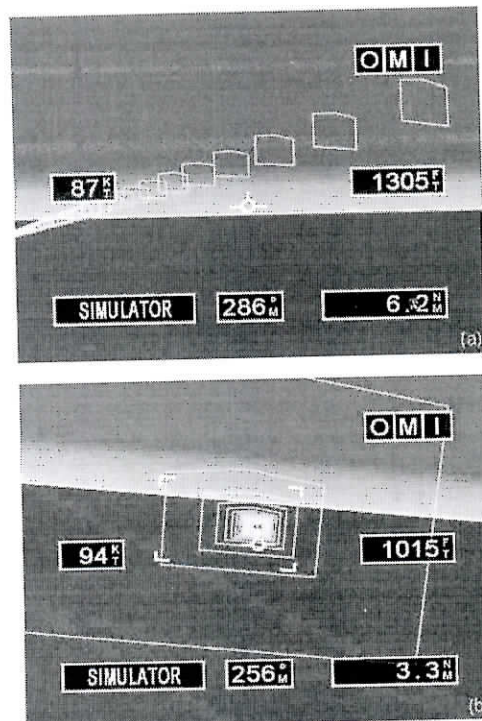 OMI
87 KT
1305 FT
SIMULATOR
286°M
6.2 NM
(a)
OMI
94 KT
1015 FT
SIMULATOR
256°M
3.3 NM
(b)